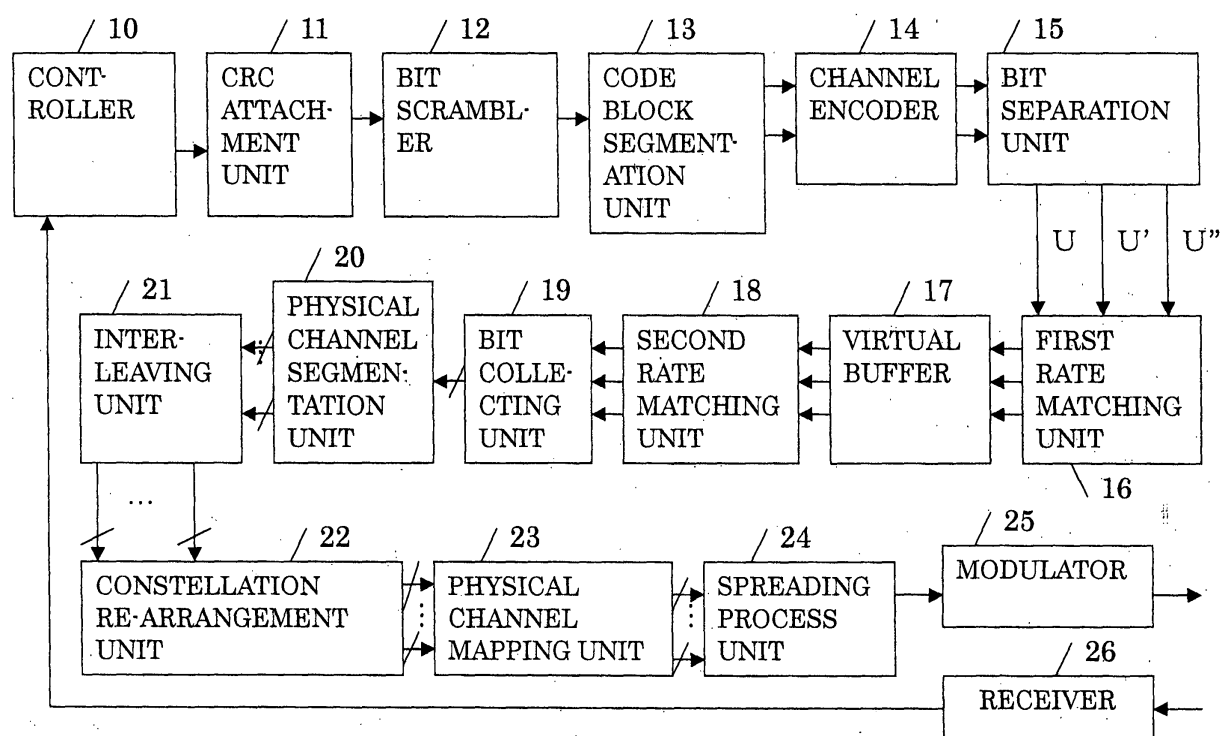 10
CONT-
ROLLER
11
CRC
ATTACH-
MENT
UNIT
12
BIT
SCRAMBL-
ER
13
CODE
BLOCK
SEGMENT-
ATION
UNIT
14
CHANNEL
ENCODER
15
BIT
SEPARATION
UNIT
U
U'
U"
21
INTER-
LEAVING
UNIT
20
PHYSICAL
CHANNEL
SEGMEN-
TATION
UNIT
19
BIT
COLLE-
CTING
UNIT
18
SECOND
RATE
MATCHING
UNIT
17
VIRTUAL
BUFFER
FIRST
RATE
MATCHING
UNIT
16
...
22
CONSTELLATION
RE-ARRANGEMENT
UNIT
23
PHYSICAL
CHANNEL
MAPPING UNIT
24
SPREADING
PROCESS
UNIT
25
MODULATOR
26
RECEIVER